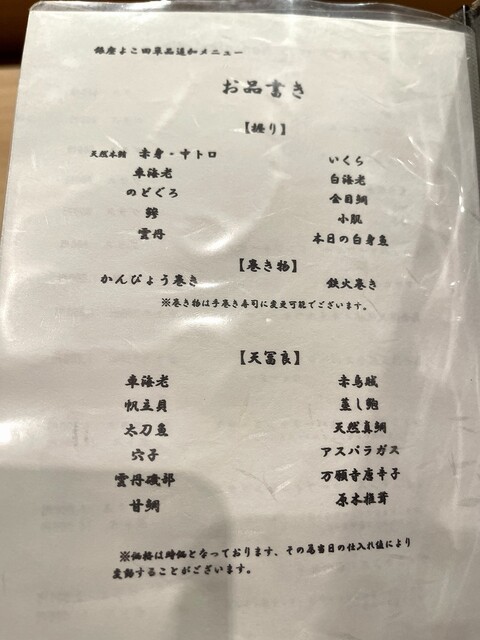 銀座よこ田単品追加メニュー
お品書き
【握り】
天然本鮪 赤身・中トロ
いくら
車海老
白海老
のどぐろ
金目鯛
鯵
小肌
雲丹
本日の白身魚
【巻き物】
かんぴょう巻き
鉄火巻き
※巻き物は手巻き寿司に変更可能でございます。
【天冨良】
車海老
赤烏賊
帆立貝
蒸し鮑
太刀魚
天然真鯛
穴子
アスパラガス
雲丹磯部
万願寺唐辛子
甘鯛
原木椎茸
※価格は時価となっております、その為当日の仕入れ値により
変動することがございます。